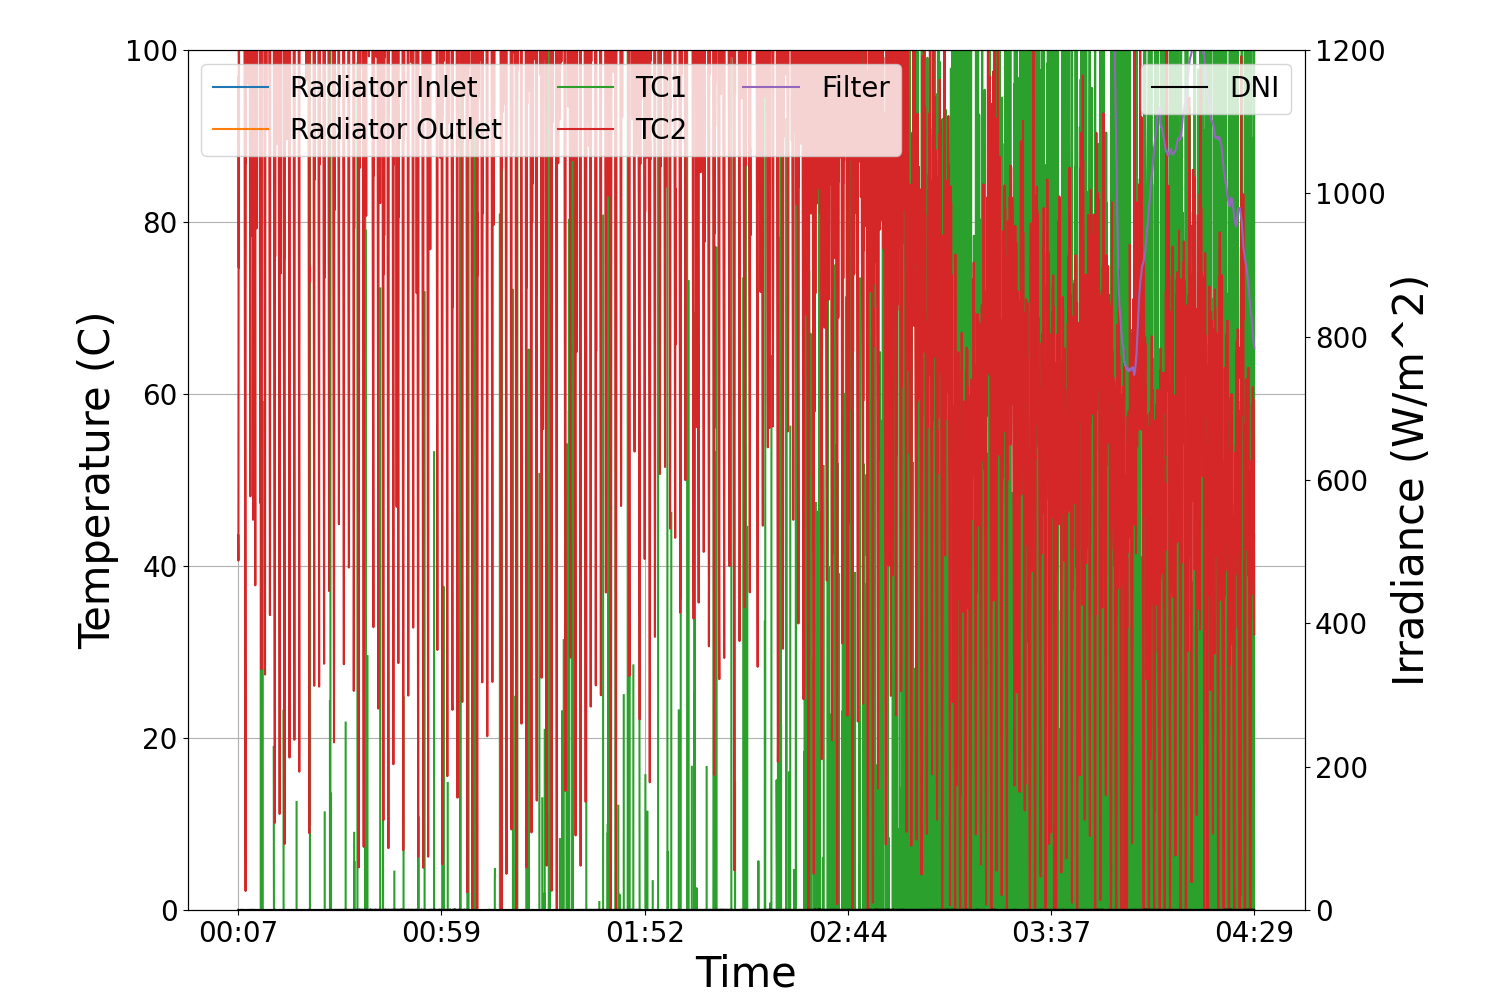 100
80
60
40
20
0
Temperature (C)
Radiator Inlet
Radiator Outlet
TC1
TC2
Filter
DNI
1200
1000
800
600
400
200
0
Irradiance (W/m^2)
00:07
00:59
01:52
02:44
03:37
04:29
Time